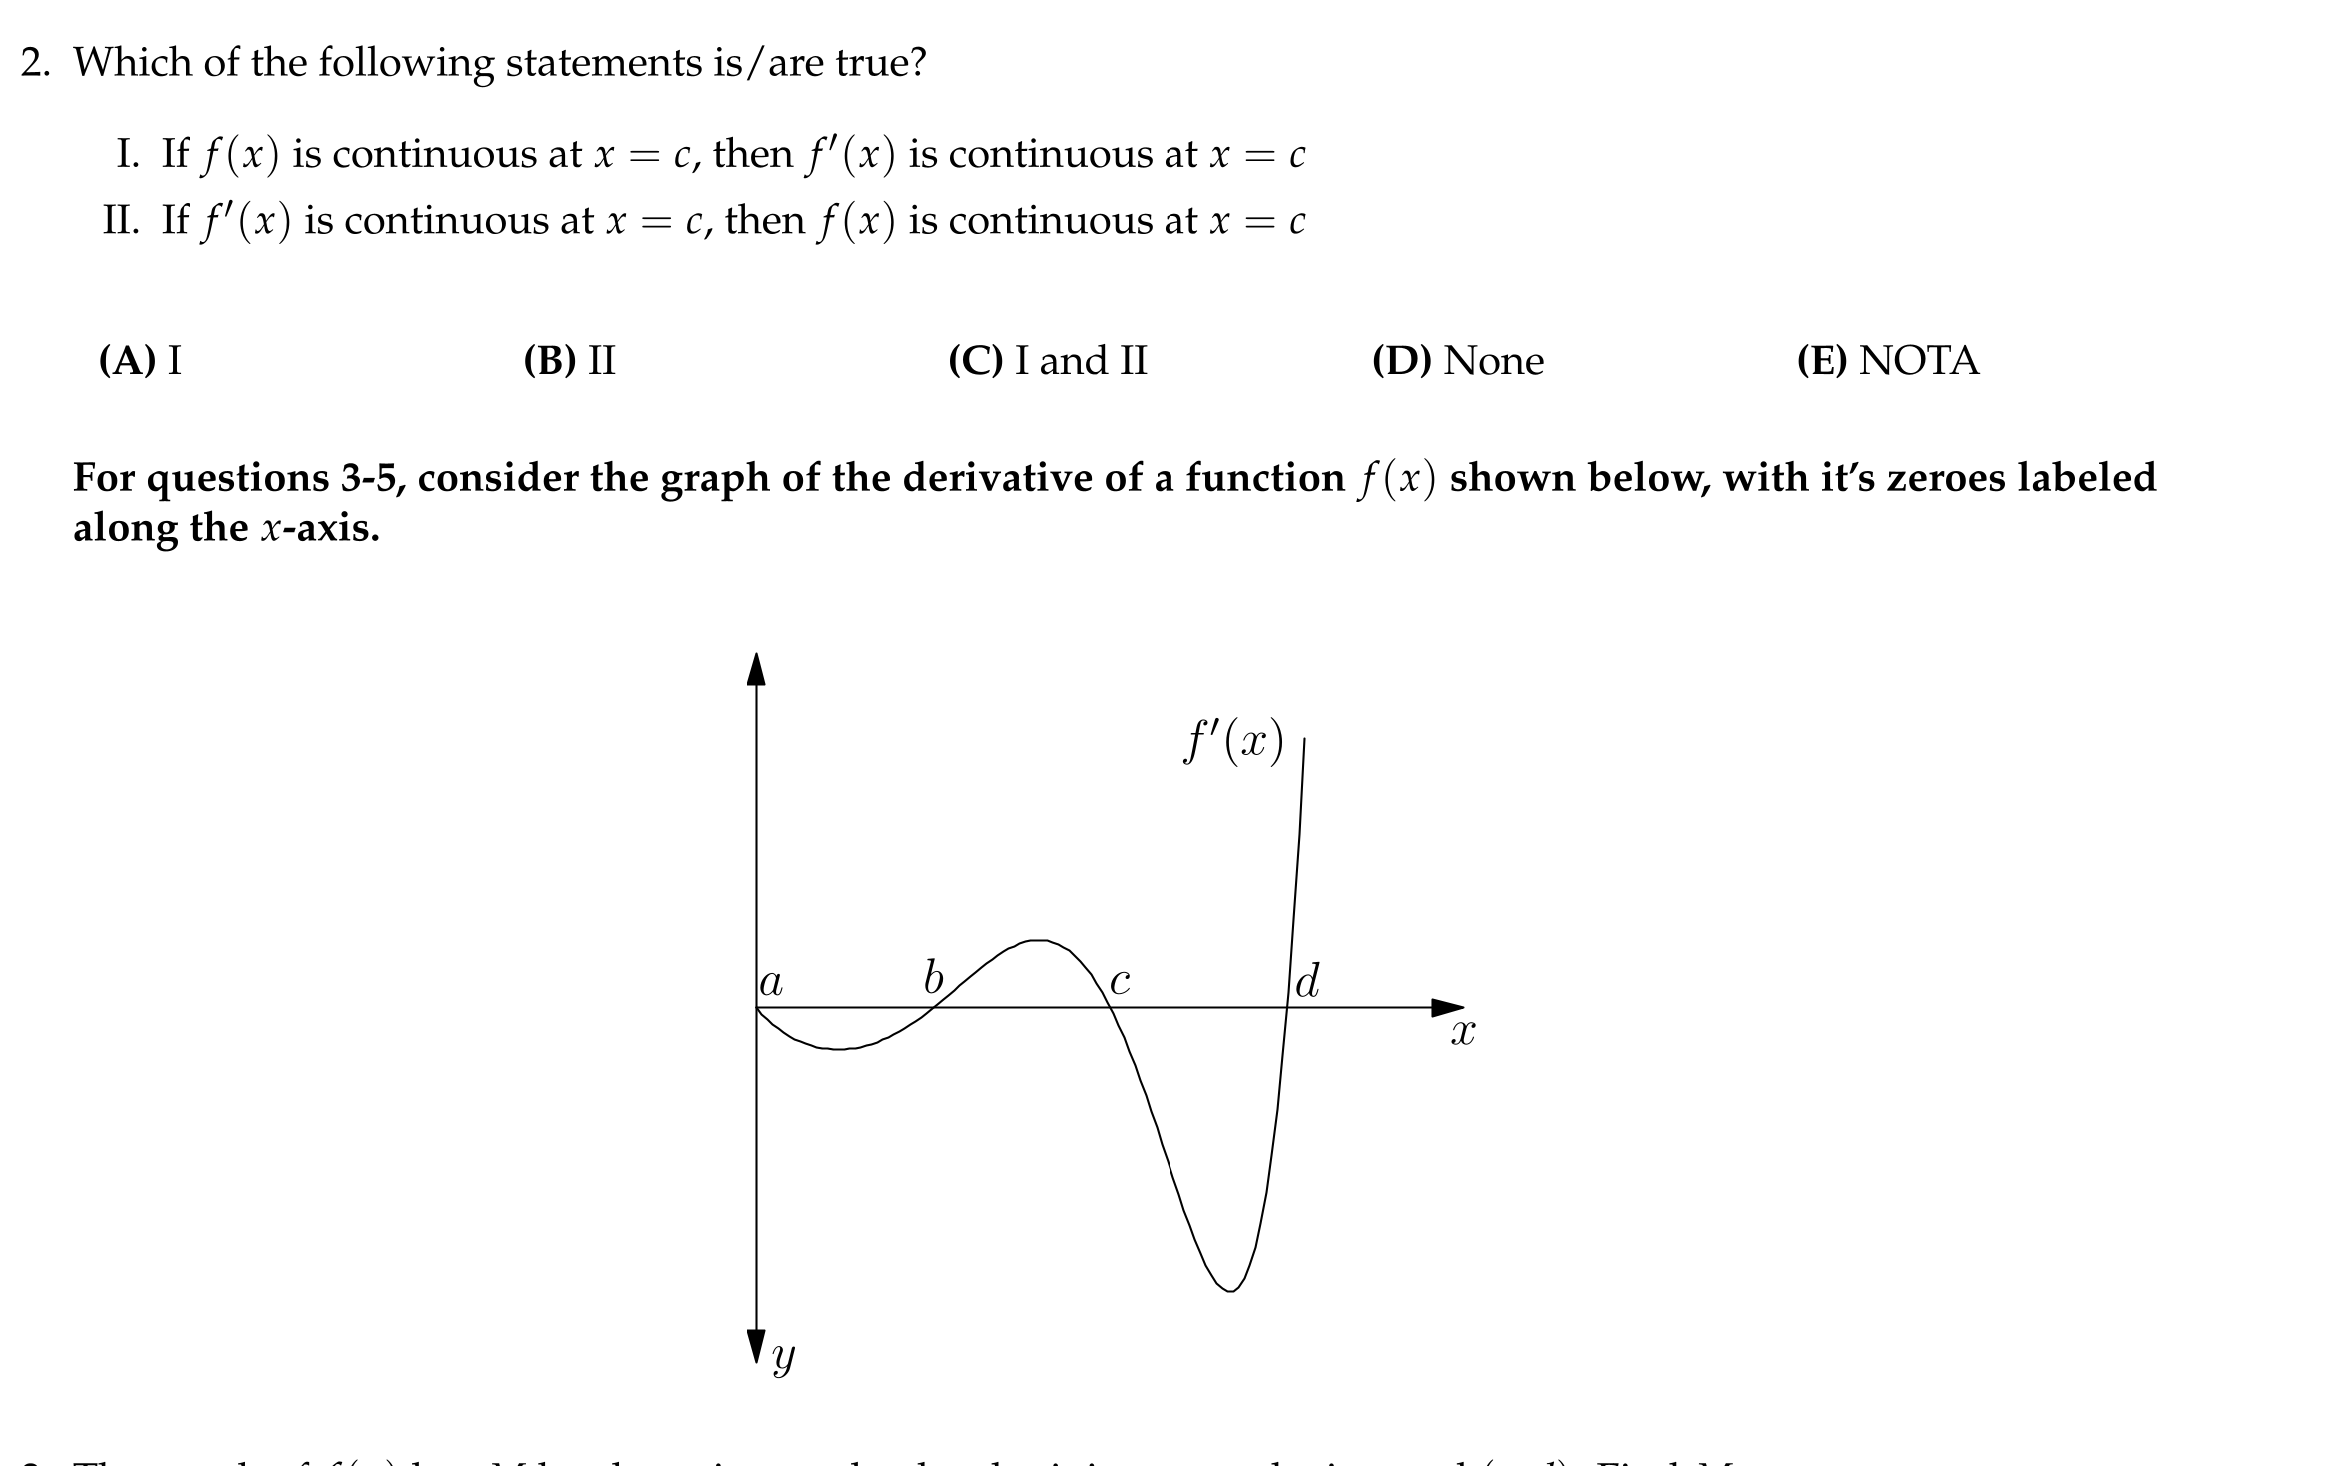 2. Which of the following statements is/are true?
I. If f(x) is continuous at x = c, then f′(x) is continuous at x = c
II. If f′(x) is continuous at x = c, then f(x) is continuous at x = c
(A) I (B) II (C) I and II (D) None (E) NOTA
For questions 3-5, consider the graph of the derivative of a function f(x) shown below, with it's zeroes labeled
along the x-axis.
f′(x)
a b c d
x
y